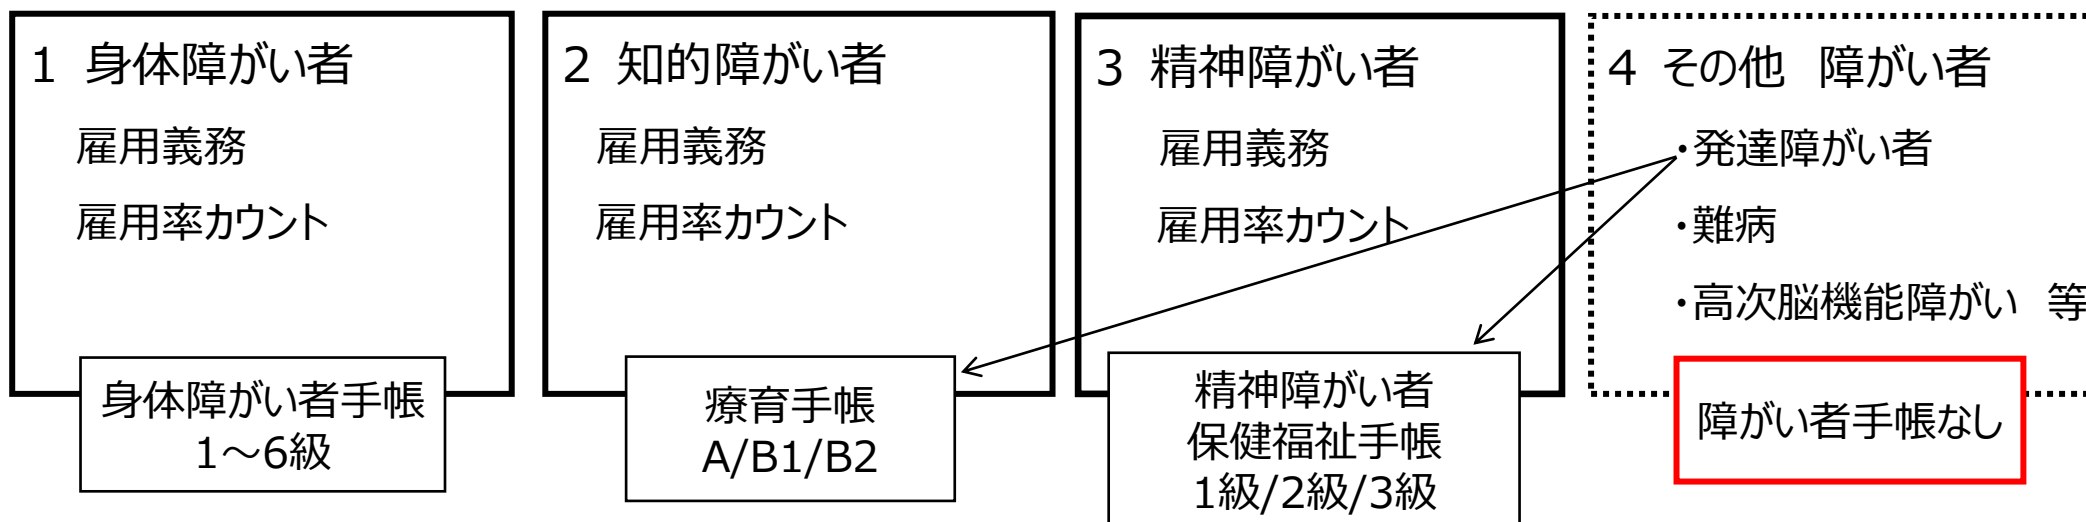 1 身体障がい者
雇用義務
雇用率カウント
身体障がい者手帳
1～6級
2 知的障がい者
雇用義務
雇用率カウント
療育手帳
A/B1/B2
3 精神障がい者
雇用義務
雇用率カウント
精神障がい者
保健福祉手帳
1級/2級/3級
4 その他　障がい者
・発達障がい者
・難病
・高次脳機能障がい　等
障がい者手帳なし